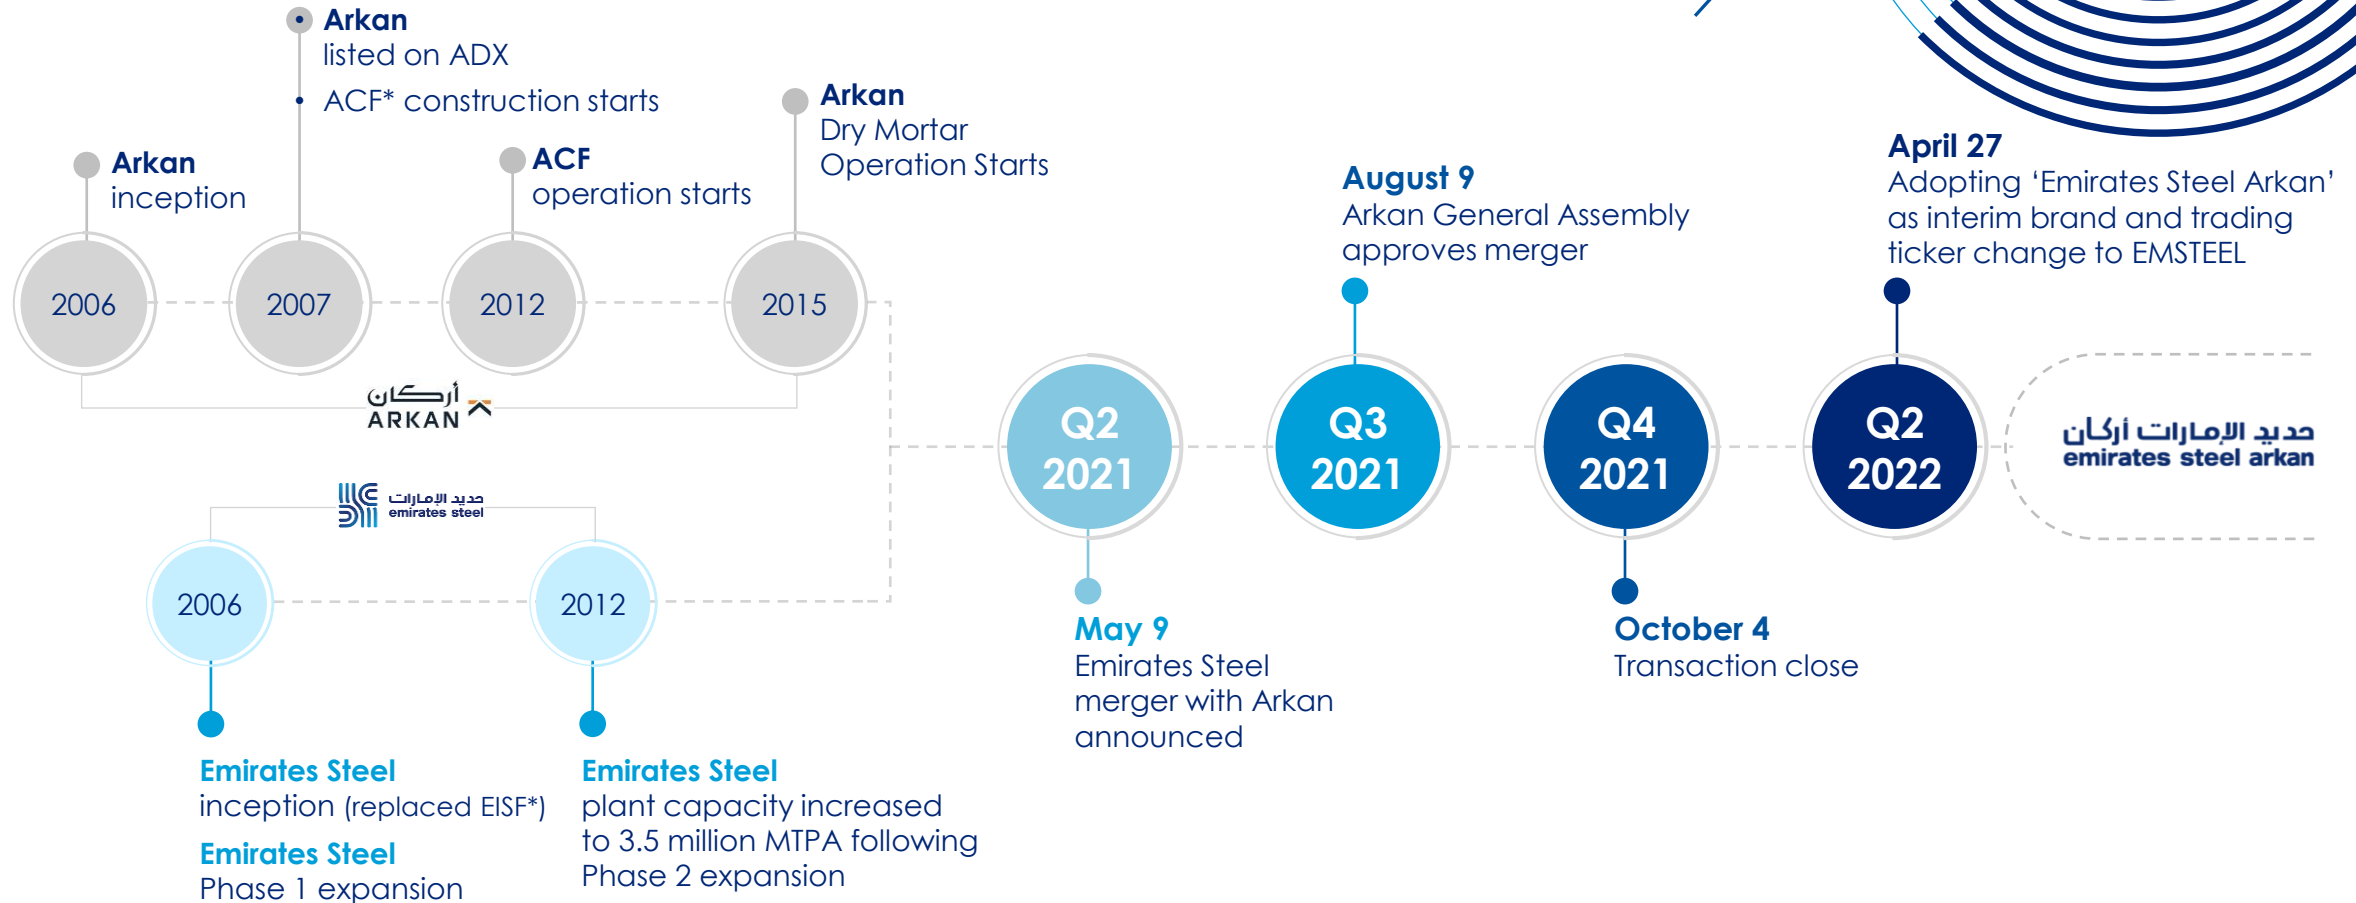 • Arkan
listed on ADX
• ACF* construction starts
Arkan
inception
ACF
operation starts
Arkan
Dry Mortar
Operation Starts
2006
2007
2012
2015
أركان
ARKAN
حديد الإمارات
emirates steel
2006
2012
Emirates Steel
inception (replaced EISF*)
Emirates Steel
Phase 1 expansion
Emirates Steel
plant capacity increased
to 3.5 million MTPA following
Phase 2 expansion
Q2
2021
May 9
Emirates Steel
merger with Arkan
announced
August 9
Arkan General Assembly
approves merger
Q3
2021
Q4
2021
October 4
Transaction close
April 27
Adopting ‘Emirates Steel Arkan’
as interim brand and trading
ticker change to EMSTEEL
Q2
2022
حديد الإمارات أركان
emirates steel arkan